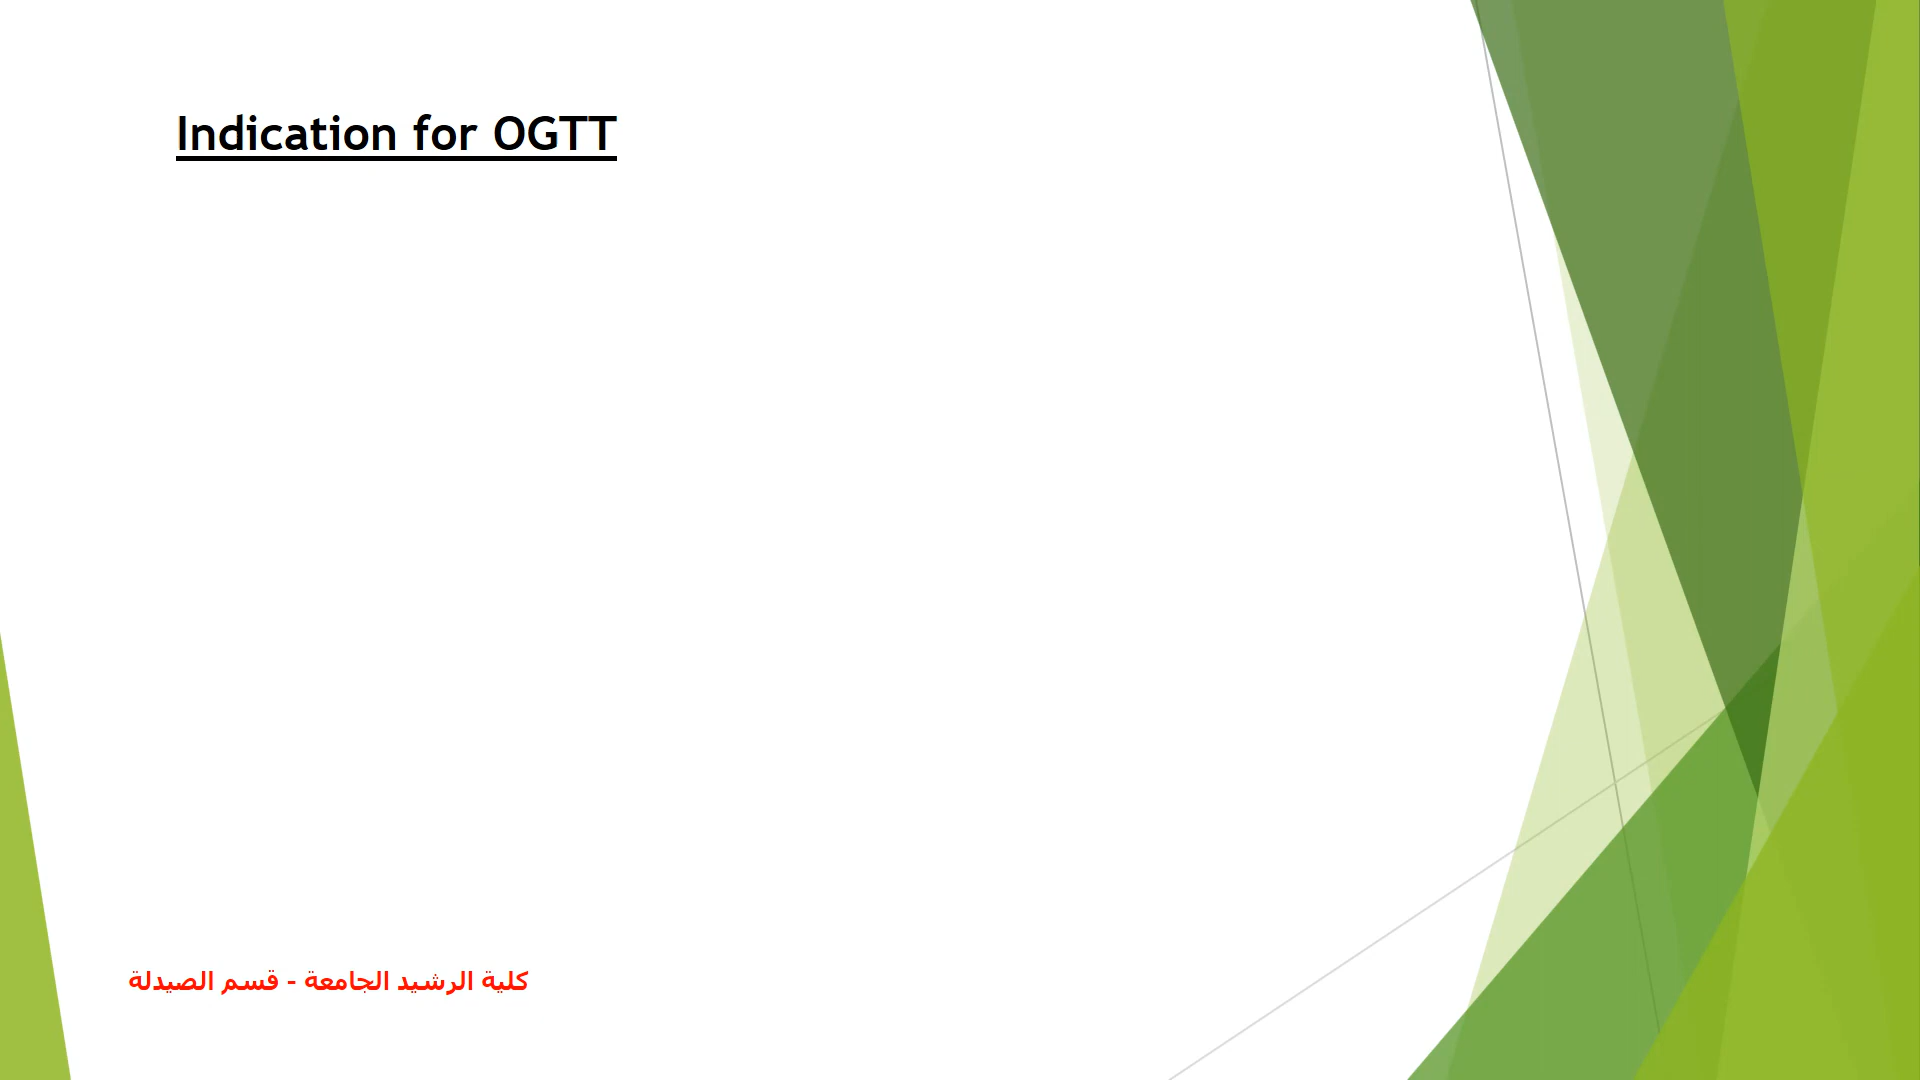 Indication for OGTT
كلية الرشيد الجامعة - قسم الصيدلة